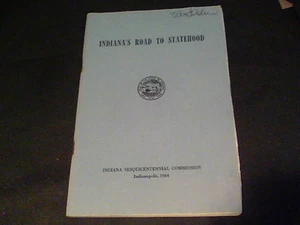 INDIANA'S ROAD TO STATEHOOD
INDIANA SESQUICENTENNIAL COMMISSION
Indianapolis, 1964